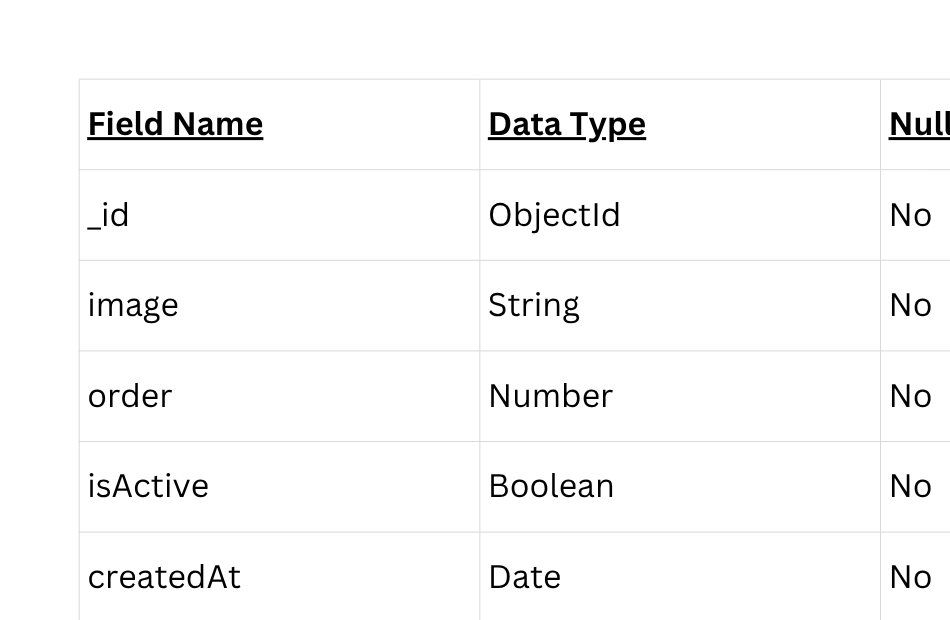 Field Name Data Type Null
_id ObjectId No
image String No
order Number No
isActive Boolean No
createdAt Date No